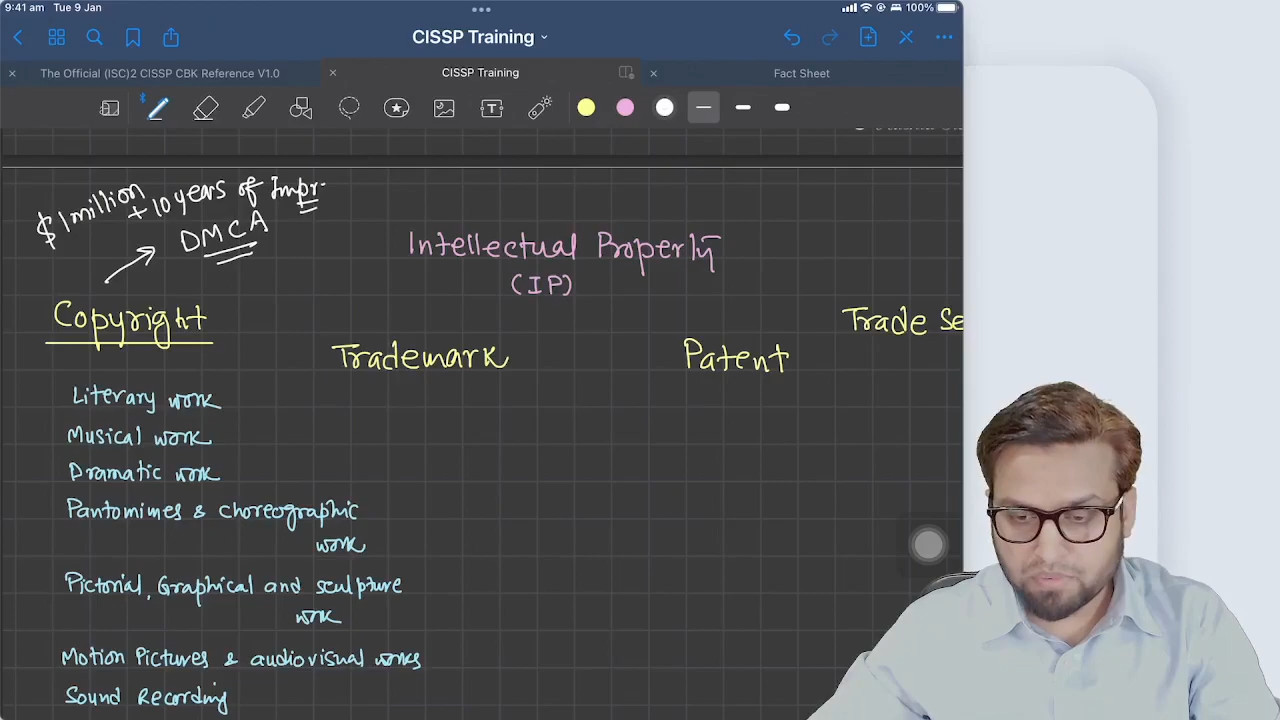 9:41 am Tue 9 Jan
100%
CISSP Training
The Official (ISC)2 CISSP CBK Reference V1.0
CISSP Training
Fact Sheet
$1million + 10 years of Impr.
DMCA
Intellectual Property
(IP)
Copyright
Trademark
Patent
Trade Se
Literary work
Musical work
Dramatic work
Pantomimes & choreographic
work
Pictorial, Graphical and sculpture
work
Motion Pictures & audiovisual works
Sound Recording